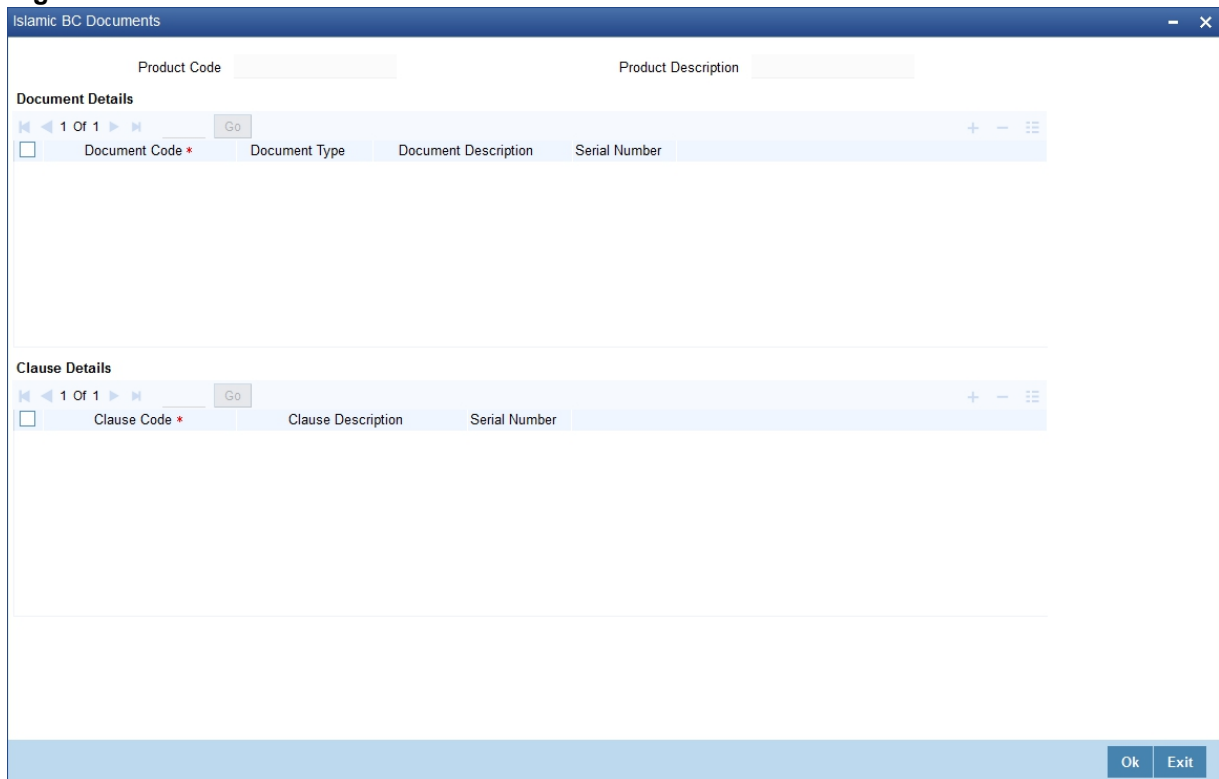 Islamic BC Documents
Product Code Product Description
Document Details
1 Of 1 Go
Document Code * Document Type Document Description Serial Number
Clause Details
1 Of 1 Go
Clause Code * Clause Description Serial Number
Ok Exit